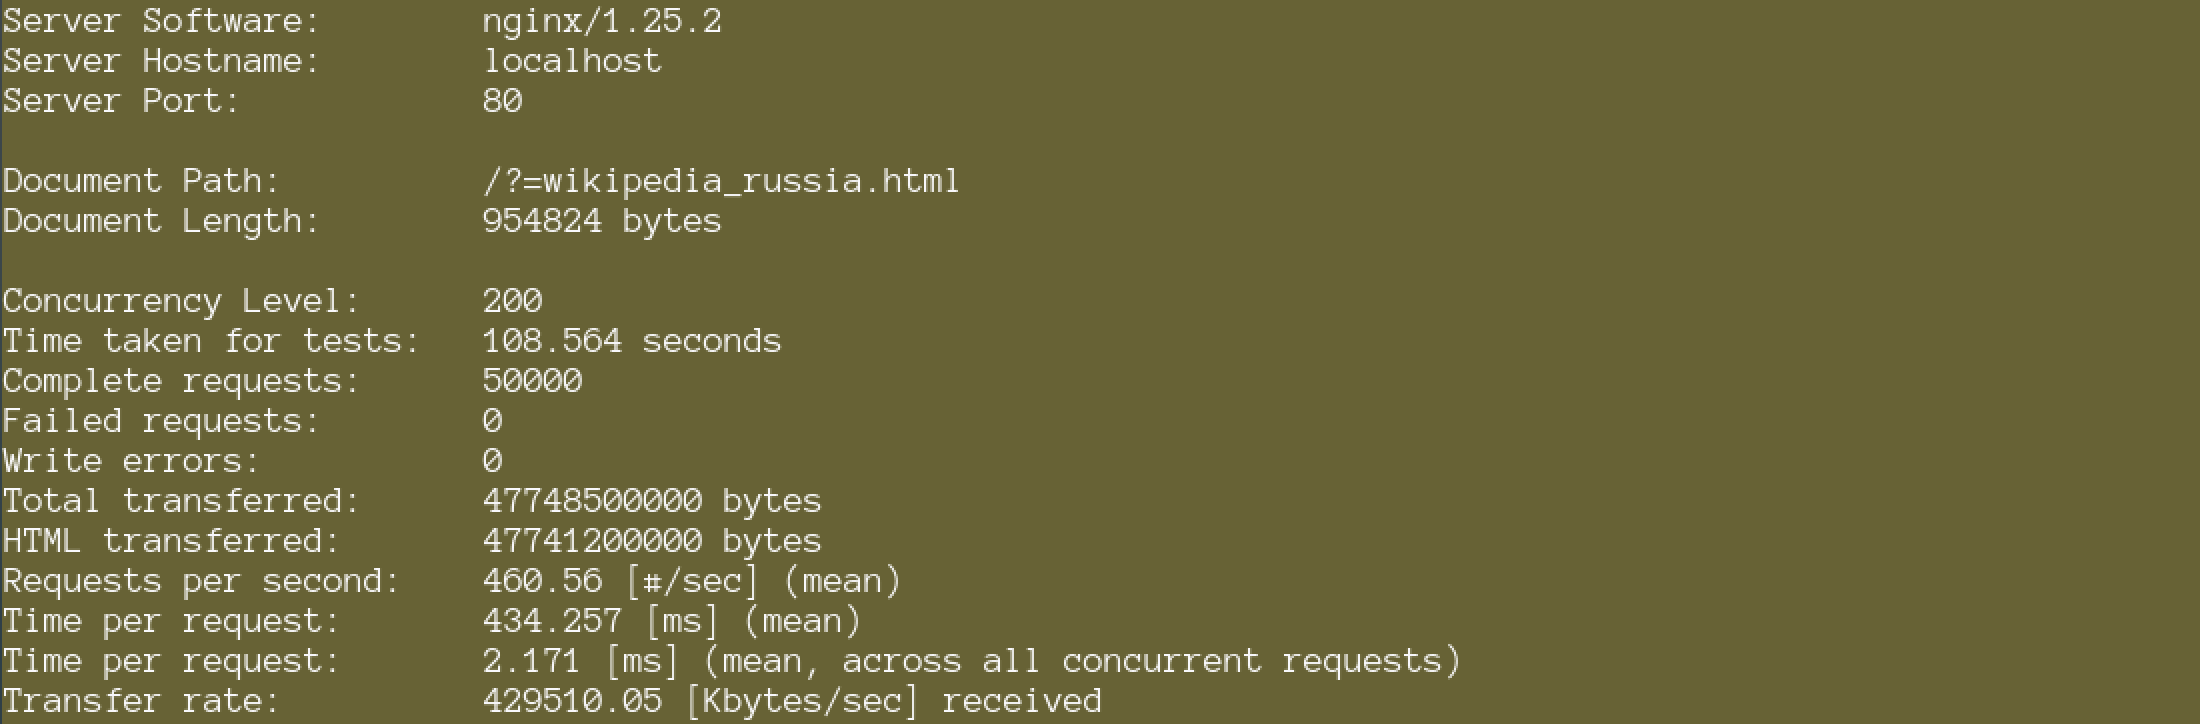 Server Software:        nginx/1.25.2
Server Hostname:        localhost
Server Port:            80

Document Path:          /?=wikipedia_russia.html
Document Length:        954824 bytes

Concurrency Level:      200
Time taken for tests:   108.564 seconds
Complete requests:      50000
Failed requests:        0
Write errors:           0
Total transferred:      47748500000 bytes
HTML transferred:       47741200000 bytes
Requests per second:    460.56 [#/sec] (mean)
Time per request:       434.257 [ms] (mean)
Time per request:       2.171 [ms] (mean, across all concurrent requests)
Transfer rate:          429510.05 [Kbytes/sec] received